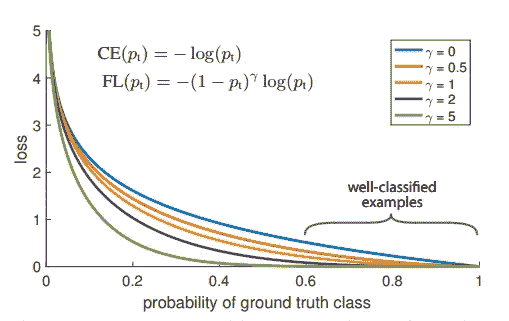 CE(pt) = − log(pt)
FL(pt) = −(1 − pt)γ log(pt)
γ = 0
γ = 0.5
γ = 1
γ = 2
γ = 5
well-classified
examples
loss
5
4
3
2
1
0
0 0.2 0.4 0.6 0.8 1
probability of ground truth class